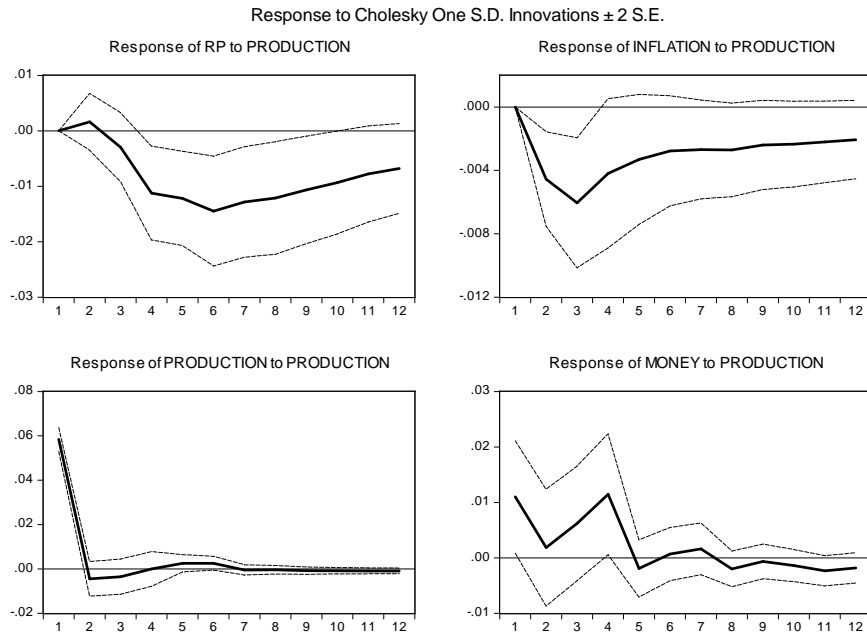 Response to Cholesky One S.D. Innovations ± 2 S.E.
Response of RP to PRODUCTION
.01
.00
-.01
-.02
-.03
1 2 3 4 5 6 7 8 9 10 11 12
Response of INFLATION to PRODUCTION
.000
-.004
-.008
-.012
1 2 3 4 5 6 7 8 9 10 11 12
Response of PRODUCTION to PRODUCTION
.08
.06
.04
.02
.00
-.02
1 2 3 4 5 6 7 8 9 10 11 12
Response of MONEY to PRODUCTION
.03
.02
.01
.00
-.01
1 2 3 4 5 6 7 8 9 10 11 12